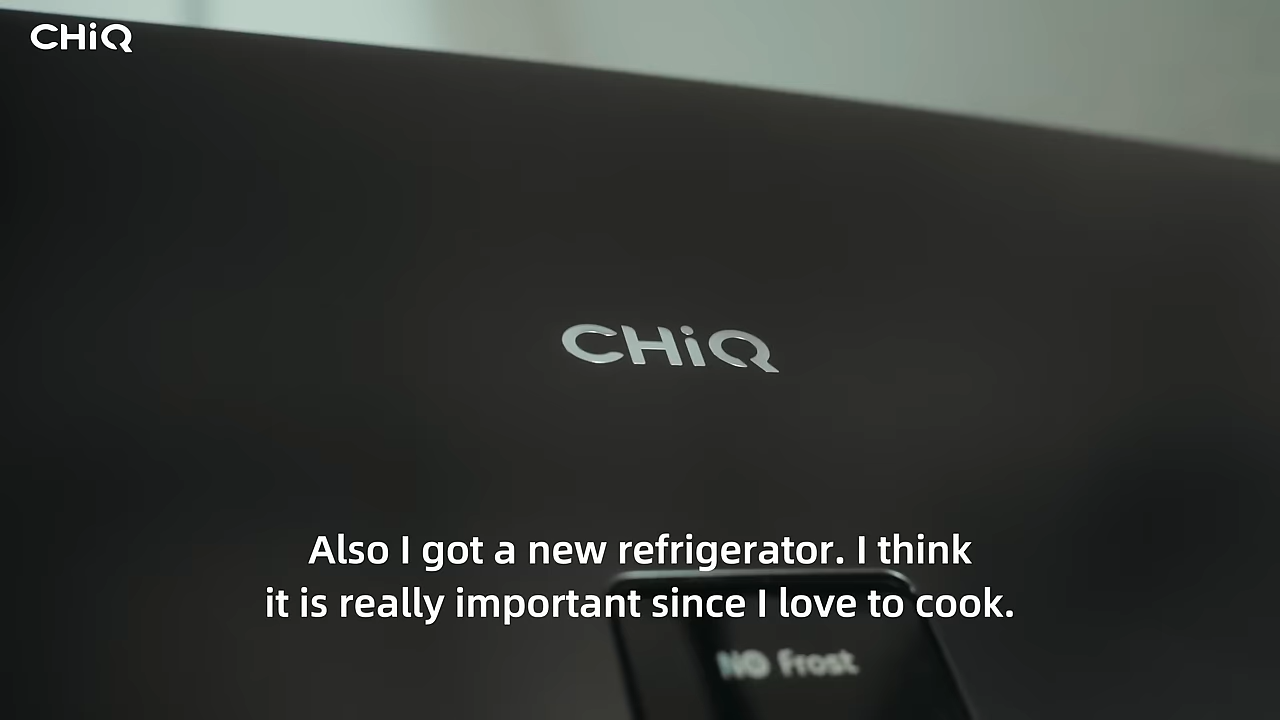 CHiQ
CHiQ
Also I got a new refrigerator. I think
it is really important since I love to cook.
NO Frost